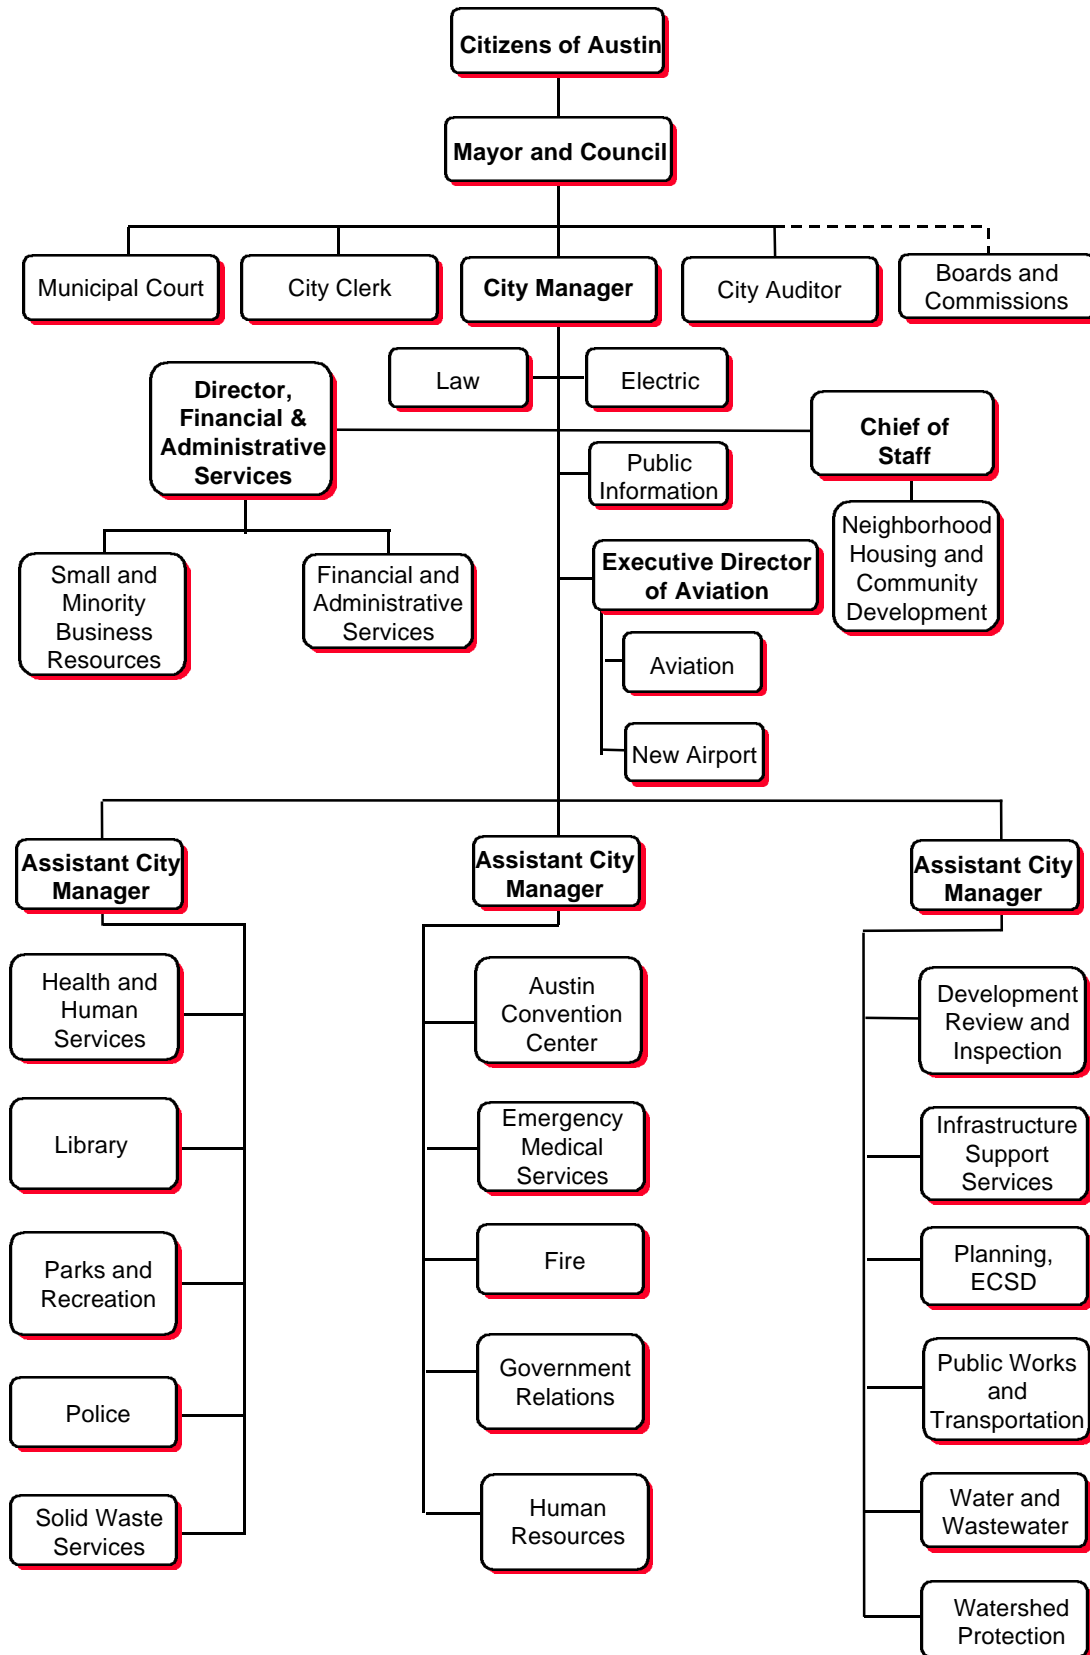 Citizens of Austin
Mayor and Council
Municipal Court
City Clerk
City Manager
City Auditor
Boards and
Commissions
Law
Electric
Director,
Financial &
Administrative
Services
Chief of
Staff
Public
Information
Neighborhood
Housing and
Community
Development
Small and
Minority
Business
Resources
Financial and
Administrative
Services
Executive Director
of Aviation
Aviation
New Airport
Assistant City
Manager
Assistant City
Manager
Assistant City
Manager
Health and
Human
Services
Library
Parks and
Recreation
Police
Solid Waste
Services
Austin
Convention
Center
Emergency
Medical
Services
Fire
Government
Relations
Human
Resources
Development
Review and
Inspection
Infrastructure
Support
Services
Planning,
ECSD
Public Works
and
Transportation
Water and
Wastewater
Watershed
Protection